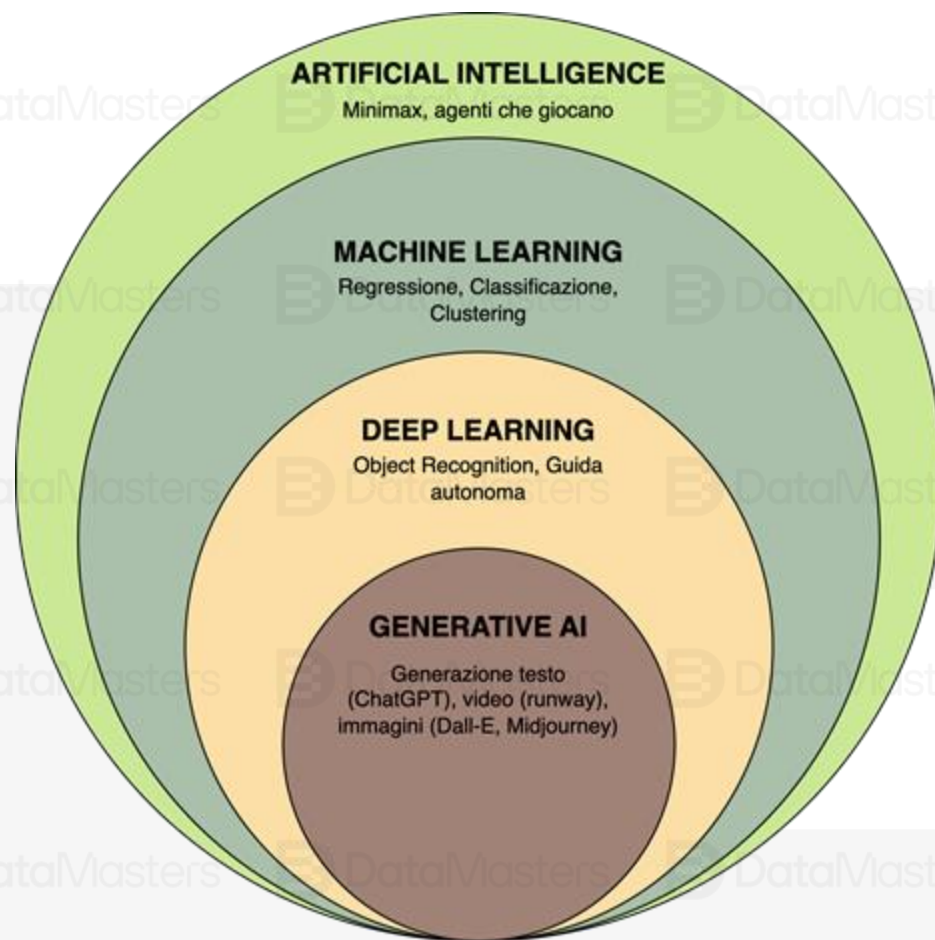 ARTIFICIAL INTELLIGENCE
Minimax, agenti che giocano
MACHINE LEARNING
Regressione, Classificazione,
Clustering
DEEP LEARNING
Object Recognition, Guida
autonoma
GENERATIVE AI
Generazione testo
(ChatGPT), video (runway),
immagini (Dall-E, Midjourney)
DataMasters